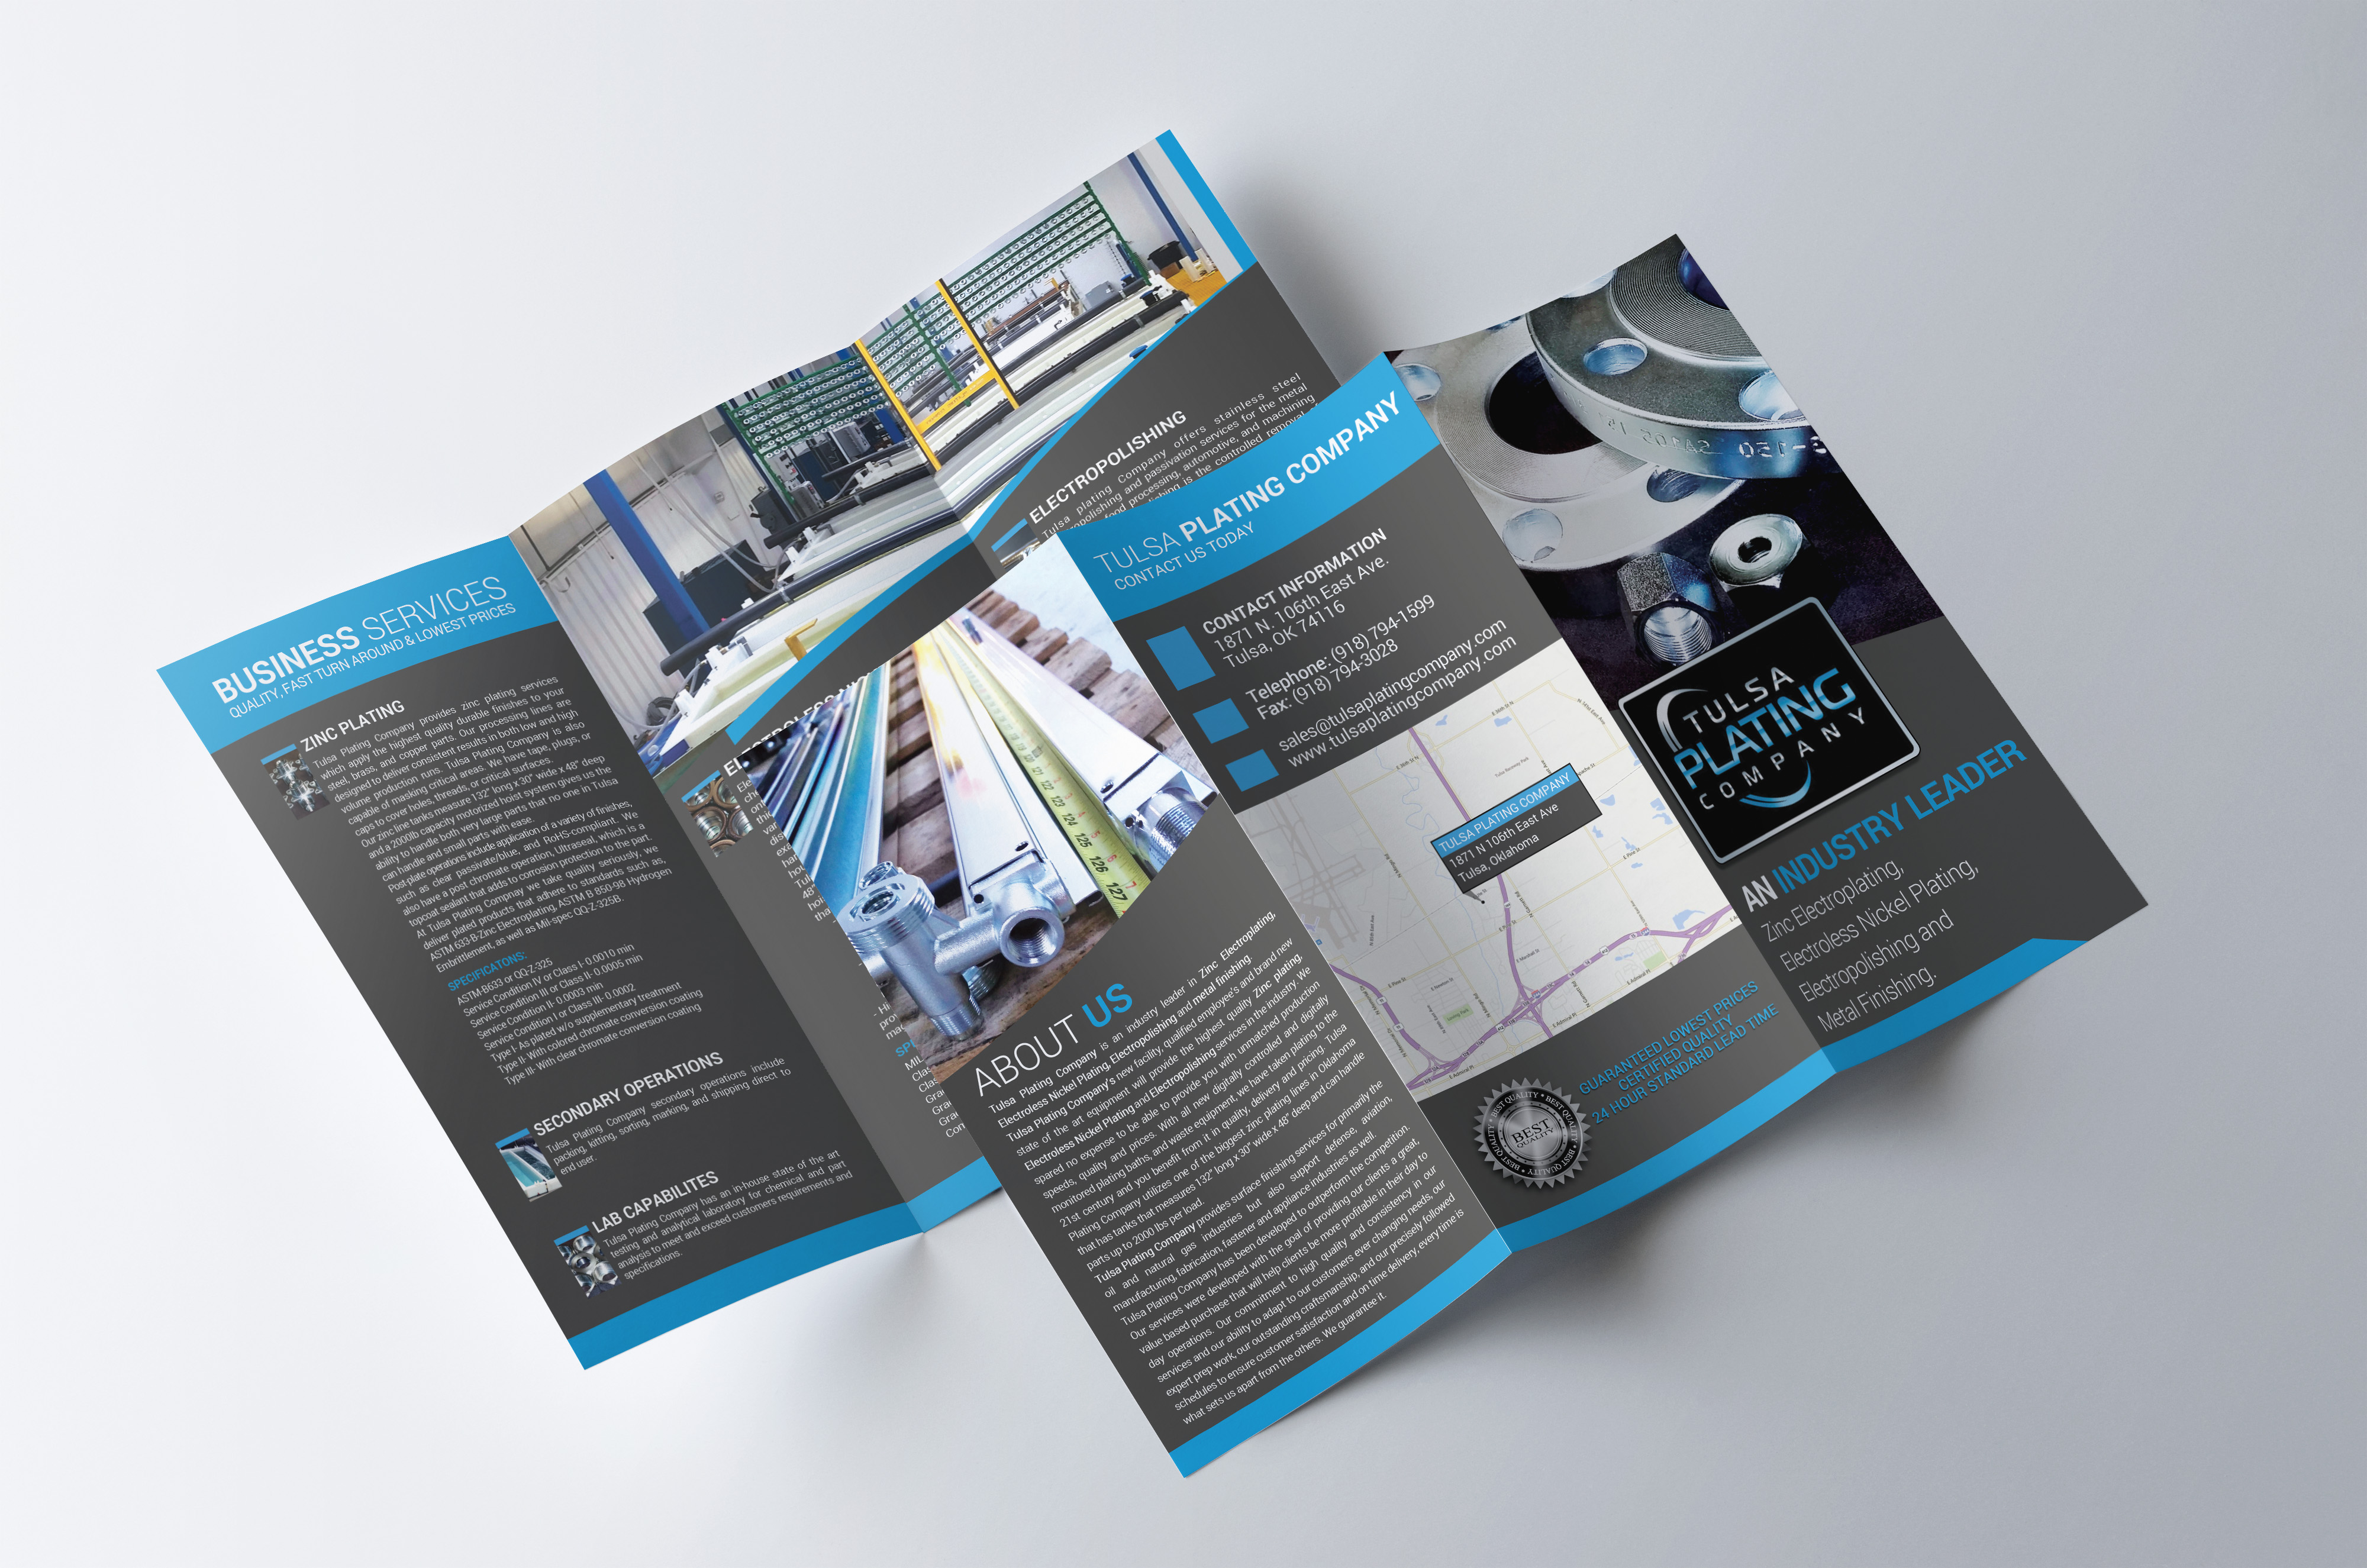 BUSINESS SERVICES
QUALITY, FAST TURN AROUND & LOWEST PRICES
ZINC PLATING
Tulsa Plating Company provides zinc plating services
which apply the highest quality durable finishes to your
steel, brass, and copper parts. Our processing lines are
designed to deliver consistent results in both low and high
volume production runs. Tulsa Plating Company is also
capable of masking critical areas. We have tape, plugs, or
caps to cover holes, threads, or critical surfaces.
Our zinc line tanks measure 132" long x 30" wide x 48" deep
and a 2000lb capacity motorized hoist system gives us the
ability to handle both very large parts that no one in Tulsa
can handle and small parts with ease.
Post-plate operations include application of a variety of finishes,
such as clear passivate/blue, and RoHS-compliant. We
also have a post chromate operation, Ultraseal, which is a
topcoat sealant that adds to corrosion protection to the part.
At Tulsa Plating Company we take quality seriously, we
deliver plated products that adhere to standards such as,
ASTM 633-B-Zinc Electroplating, ASTM B 850-98 Hydrogen
Embrittlement, as well as Mil-spec QQ-Z-325B.
SPECIFICATONS:
ASTM-B633 or QQ-Z-325
Service Condition IV or Class I- 0.0010 min
Service Condition III or Class II- 0.0005 min
Service Condition II- 0.0003 min
Service Condition I or Class III- 0.0002
Type I- As plated w/o supplementary treatment
Type II- With colored chromate conversion coating
Type III- With clear chromate conversion coating
SECONDARY OPERATIONS
Tulsa Plating Company secondary operations include
packing, kitting, sorting, marking, and shipping direct to
end user.
LAB CAPABILITES
Tulsa Plating Company has an in-house state of the art
testing and analytical laboratory for chemical and part
analysis to meet and exceed customers requirements and
specifications.
ELECTROPOLISHING
Tulsa plating Company offers stainless steel
and passivation services for the metal
food processing, automotive, and machining
is the controlled removal
ABOUT US
Tulsa Plating Company is an industry leader in Zinc Electroplating,
Electroless Nickel Plating, Electropolishing and metal finishing.
Tulsa Plating Company's new facility, qualified employee's and brand new
state of the art equipment will provide the highest quality Zinc plating,
Electroless Nickel Plating and Electropolishing services in the industry. We
spared no expense to be able to provide you with unmatched production
speeds, quality and prices. With all new digitally controlled and digitally
monitored plating baths and waste equipment, we have taken plating to the
21st century and you benefit from it in quality, delivery and pricing. Tulsa
Plating Company utilizes one of the biggest zinc plating lines in Oklahoma
that has tanks that measures 132" long x 30" wide x 48" deep and can handle
parts up to 2000 lbs per load.
Tulsa Plating Company provides surface finishing services for primarily the
oil and natural gas industries but also support defense, aviation,
manufacturing, fabrication, fastener and appliance industries as well.
Tulsa Plating Company has been developed to outperform the competition.
Our services were developed with the goal of providing our clients a great,
value based purchase that will help clients be more profitable in their day to
day operations. Our commitment to high quality and consistency in our
services and our ability to adapt to our customers ever changing needs, our
expert prep work, our outstanding craftsmanship, and our precisely followed
schedules to ensure customer satisfaction and on time delivery, every time is
what sets us apart from the others. We guarantee it.
TULSA PLATING COMPANY
CONTACT US TODAY
CONTACT INFORMATION
1871 N. 106th East Ave.
Tulsa, OK 74116
Telephone: (918) 794-1599
Fax: (918) 794-3028
sales@tulsaplatingcompany.com
www.tulsaplatingcompany.com
TULSA PLATING COMPANY
1871 N 106th East Ave
Tulsa, Oklahoma
BEST QUALITY
GUARANTEED LOWEST PRICES
CERTIFIED QUALITY
24 HOUR STANDARD LEAD TIME
TULSA
PLATING
COMPANY
AN INDUSTRY LEADER
Zinc Electroplating,
Electroless Nickel Plating,
Electropolishing and
Metal Finishing.